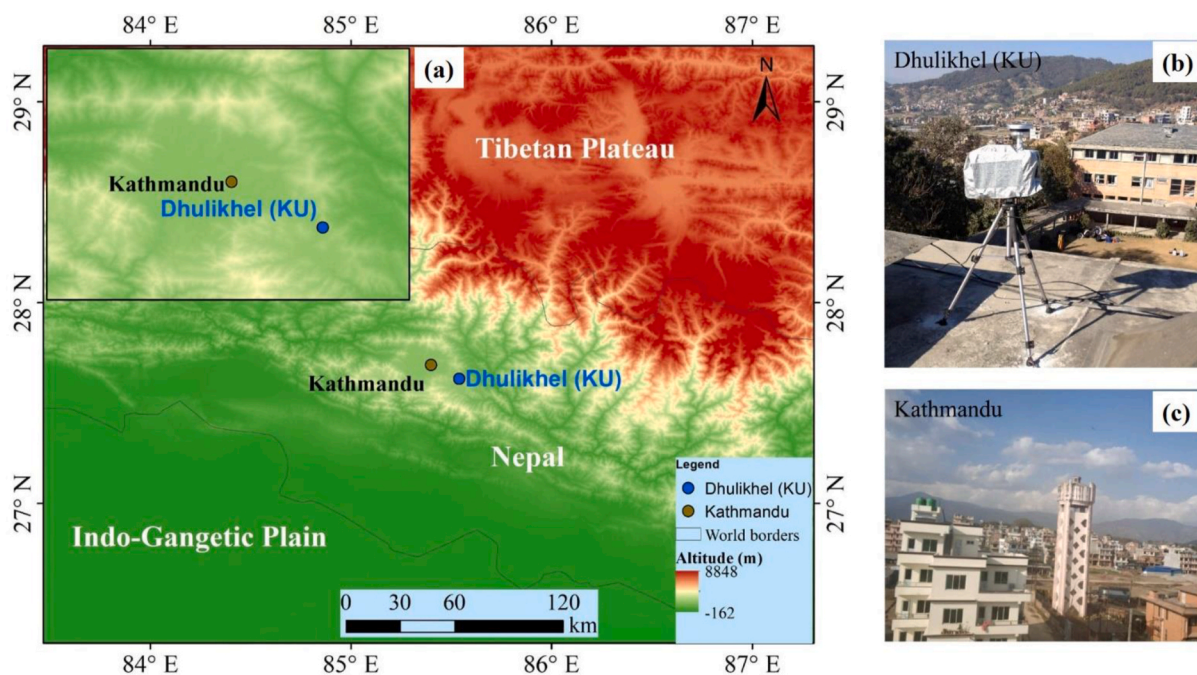 84° E 85° E 86° E 87° E
(a)
N
29° N
29° N
Tibetan Plateau
Kathmandu
Dhulikhel (KU)
28° N
28° N
Kathmandu
Dhulikhel (KU)
Nepal
27° N
27° N
Indo-Gangetic Plain
Legend
Dhulikhel (KU)
Kathmandu
World borders
Altitude (m)
8848
-162
0 30 60 120
km
84° E 85° E 86° E 87° E
Dhulikhel (KU) (b)
Kathmandu (c)